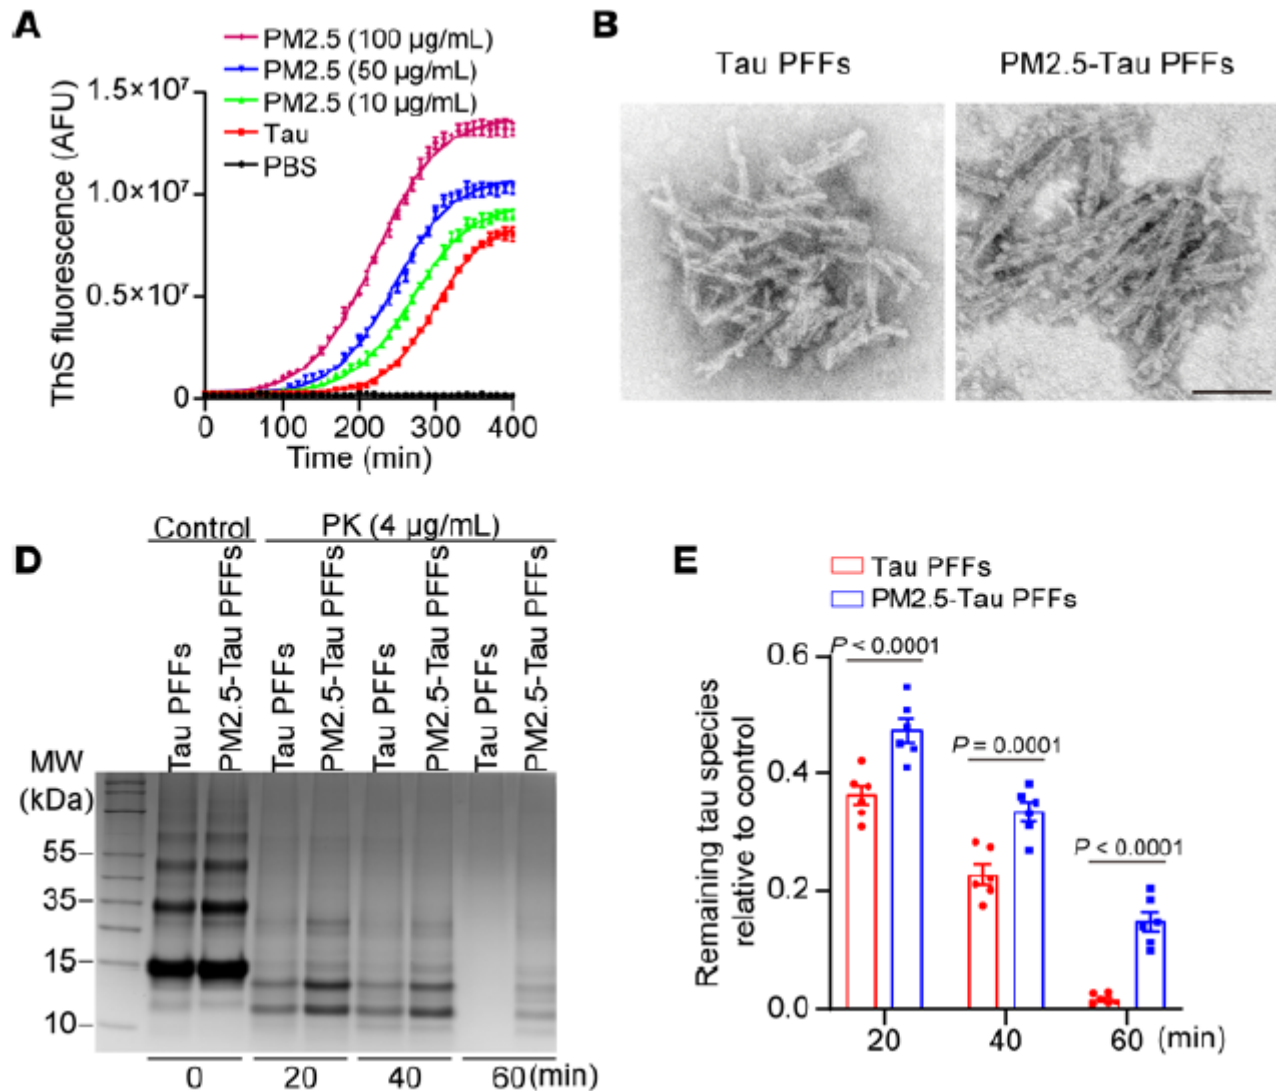 A
PM2.5 (100 µg/mL)
PM2.5 (50 µg/mL)
PM2.5 (10 µg/mL)
Tau
PBS
ThS fluorescence (AFU)
1.5×10⁷
1.0×10⁷
0.5×10⁷
0
0 100 200 300 400
Time (min)
B
Tau PFFs PM2.5-Tau PFFs
D
Control PK (4 µg/mL)
Tau PFFs
PM2.5-Tau PFFs
Tau PFFs
PM2.5-Tau PFFs
Tau PFFs
PM2.5-Tau PFFs
Tau PFFs
PM2.5-Tau PFFs
MW
(kDa)
55
35
15
10
0 20 40 60 (min)
E
Tau PFFs
PM2.5-Tau PFFs
Remaining tau species
relative to control
0.6
0.4
0.2
0.0
P < 0.0001
P = 0.0001
P < 0.0001
20 40 60 (min)